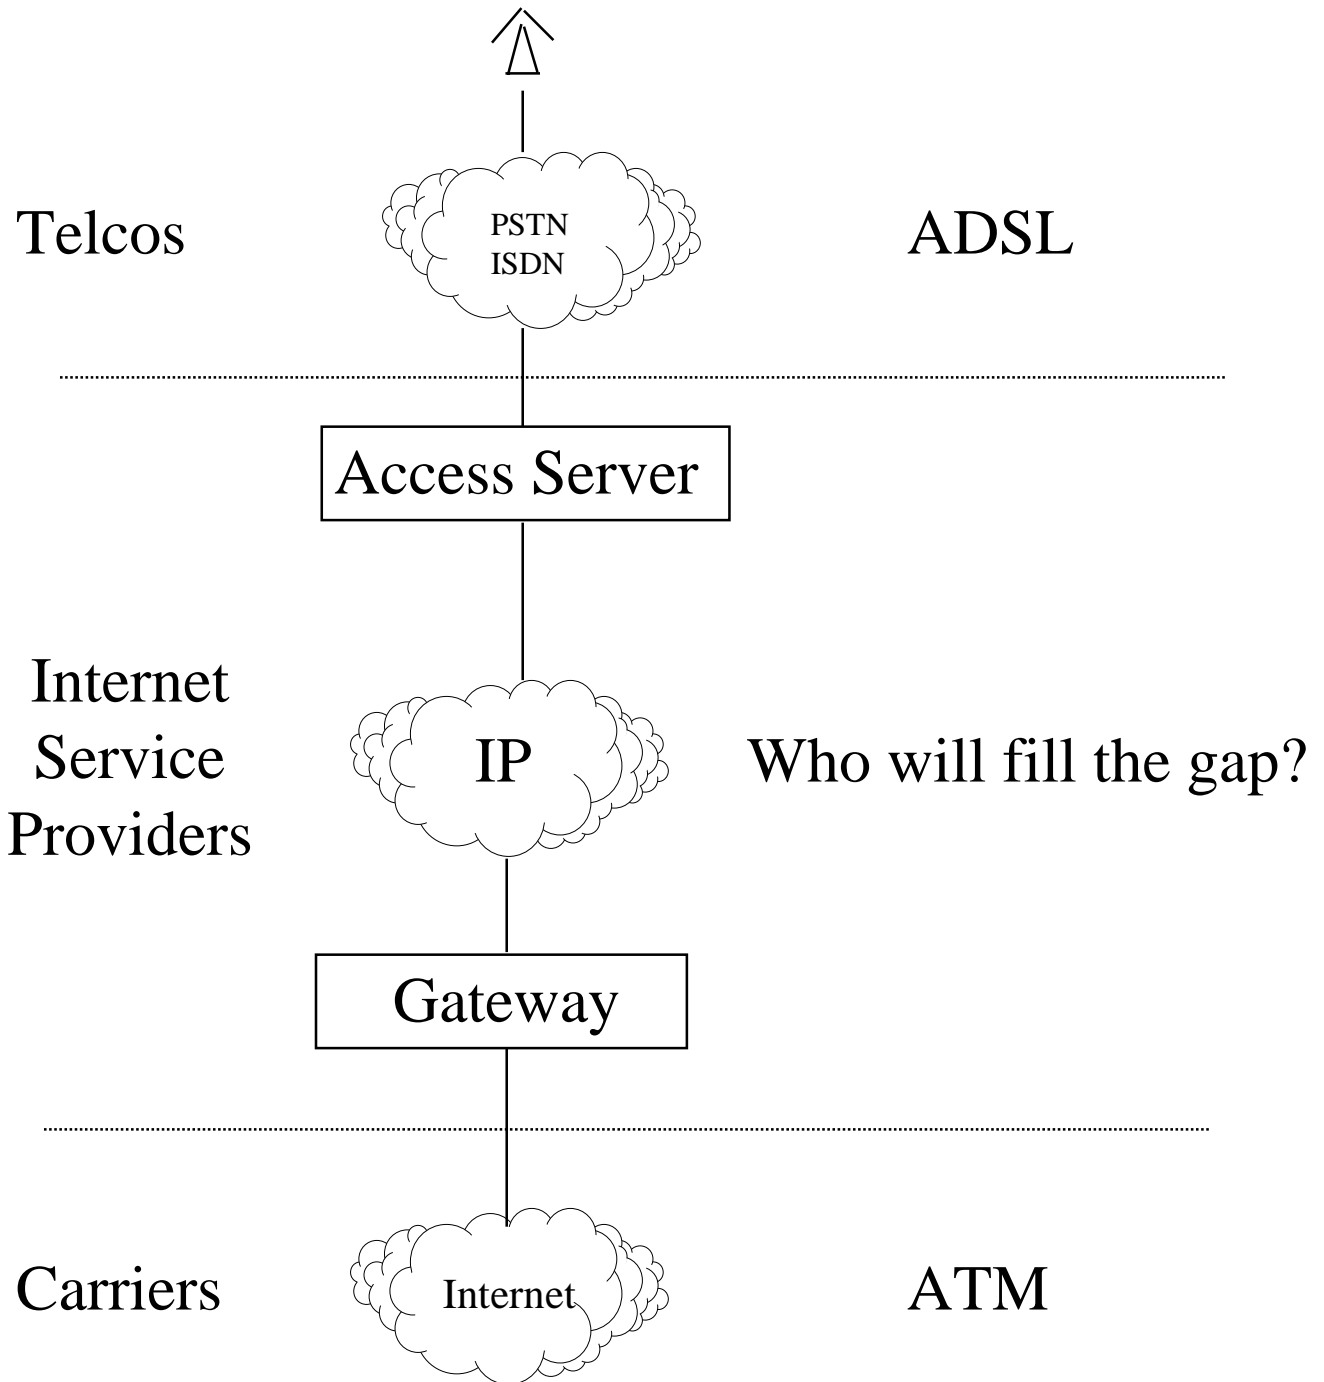 Telcos
PSTN
ISDN
ADSL
Access Server
Internet
Service
Providers
IP
Who will fill the gap?
Gateway
Carriers
Internet
ATM